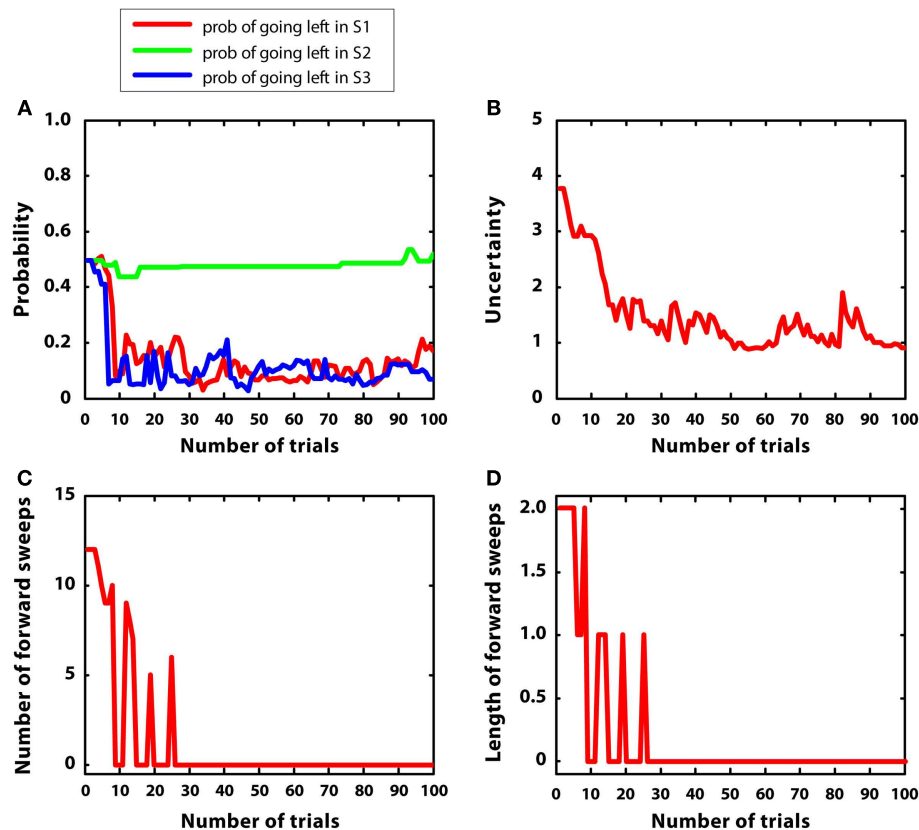 prob of going left in S1
prob of going left in S2
prob of going left in S3
A
1.0
0.8
0.6
0.4
0.2
0
Probability
0 10 20 30 40 50 60 70 80 90 100
Number of trials
B
5
4
3
2
1
0
Uncertainty
0 10 20 30 40 50 60 70 80 90 100
Number of trials
C
15
10
5
0
Number of forward sweeps
0 10 20 30 40 50 60 70 80 90 100
Number of trials
D
2.0
1.5
1.0
0.5
0
Length of forward sweeps
0 10 20 30 40 50 60 70 80 90 100
Number of trials